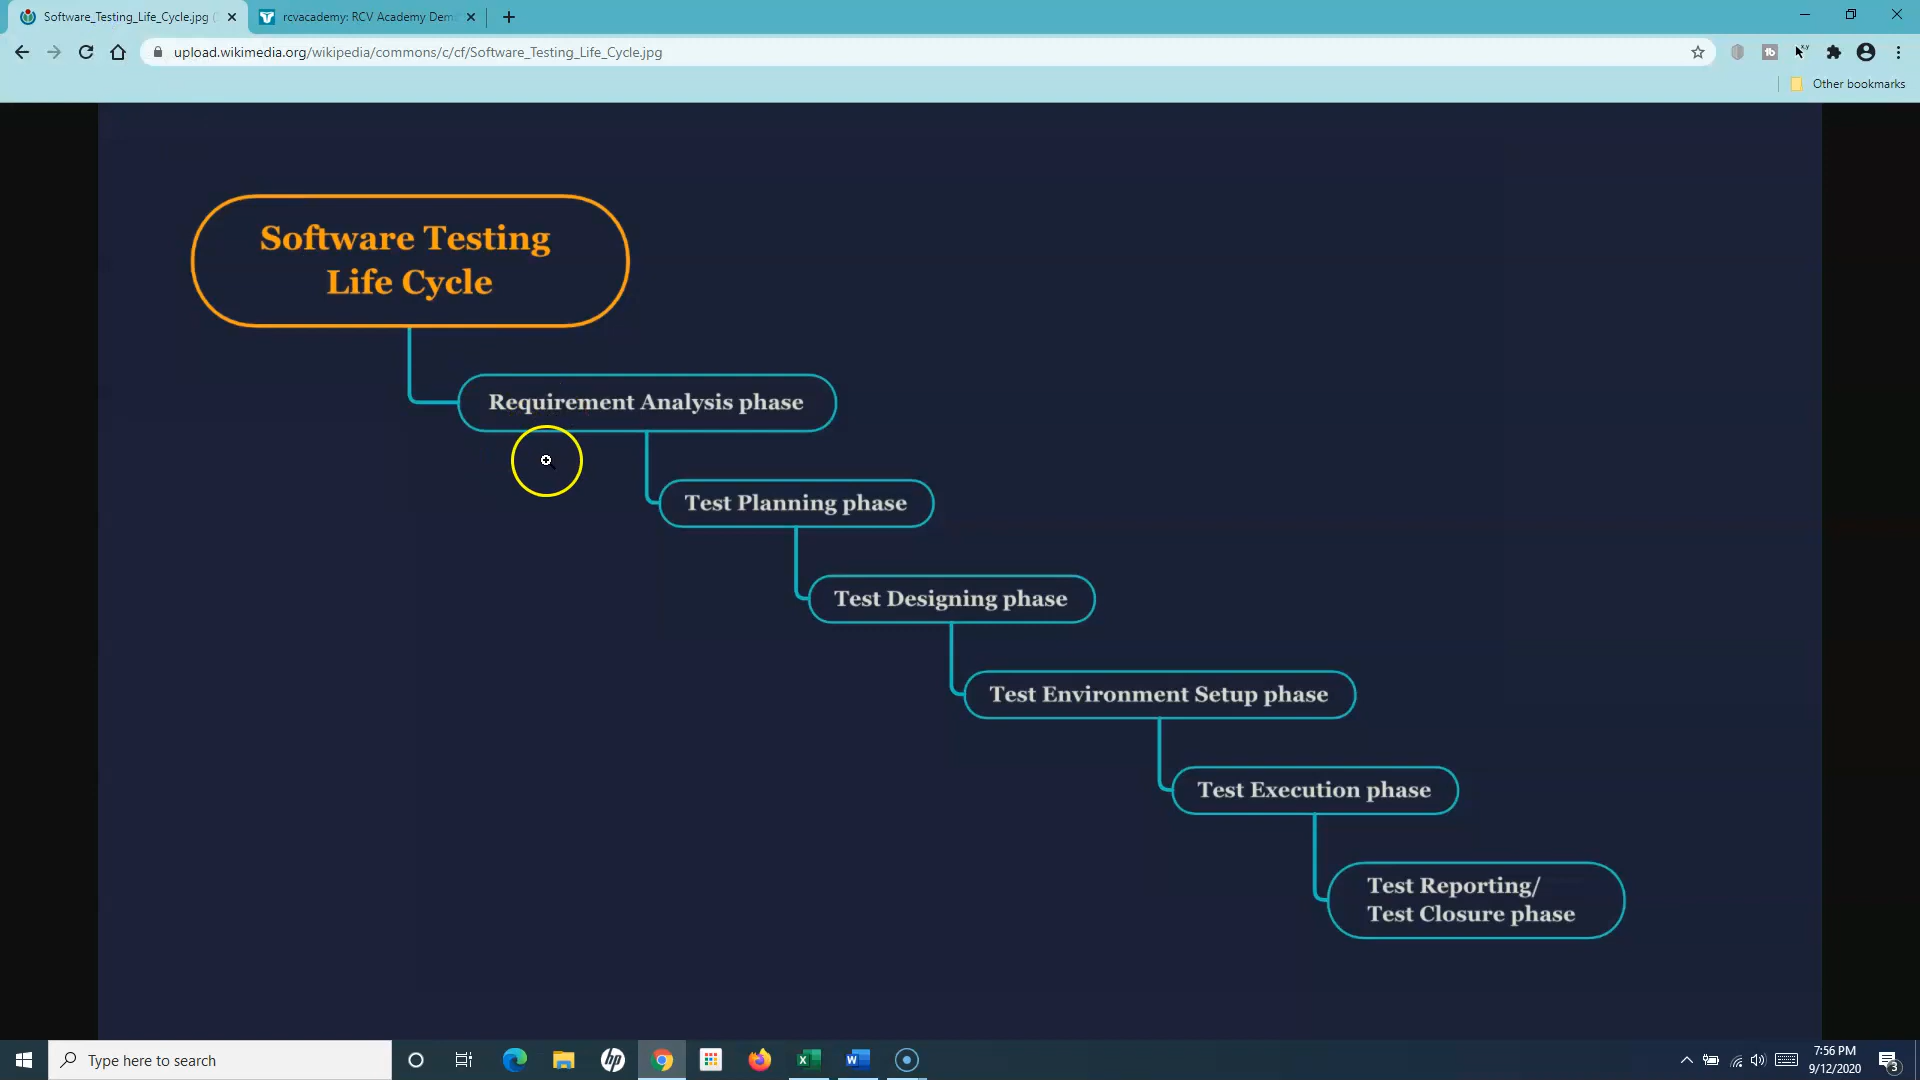 Software_Testing_Life_Cycle.jpg (
rcvacademy: RCV Academy Dem
upload.wikimedia.org/wikipedia/commons/c/cf/Software_Testing_Life_Cycle.jpg
Other bookmarks
Software Testing
Life Cycle
Requirement Analysis phase
Test Planning phase
Test Designing phase
Test Environment Setup phase
Test Execution phase
Test Reporting/
Test Closure phase
Type here to search
7:56 PM
9/12/2020
3